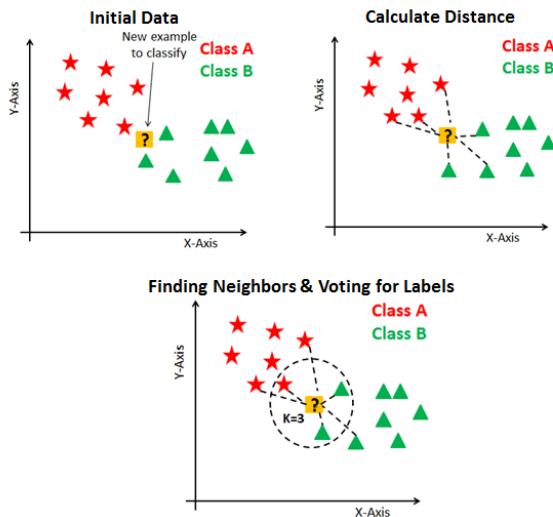 Initial Data
New example
to classify
Class A
Class B
Y-Axis
?
X-Axis
Calculate Distance
Class A
Class B
Y-Axis
?
X-Axis
Finding Neighbors & Voting for Labels
Class A
Class B
Y-Axis
?
K=3
X-Axis